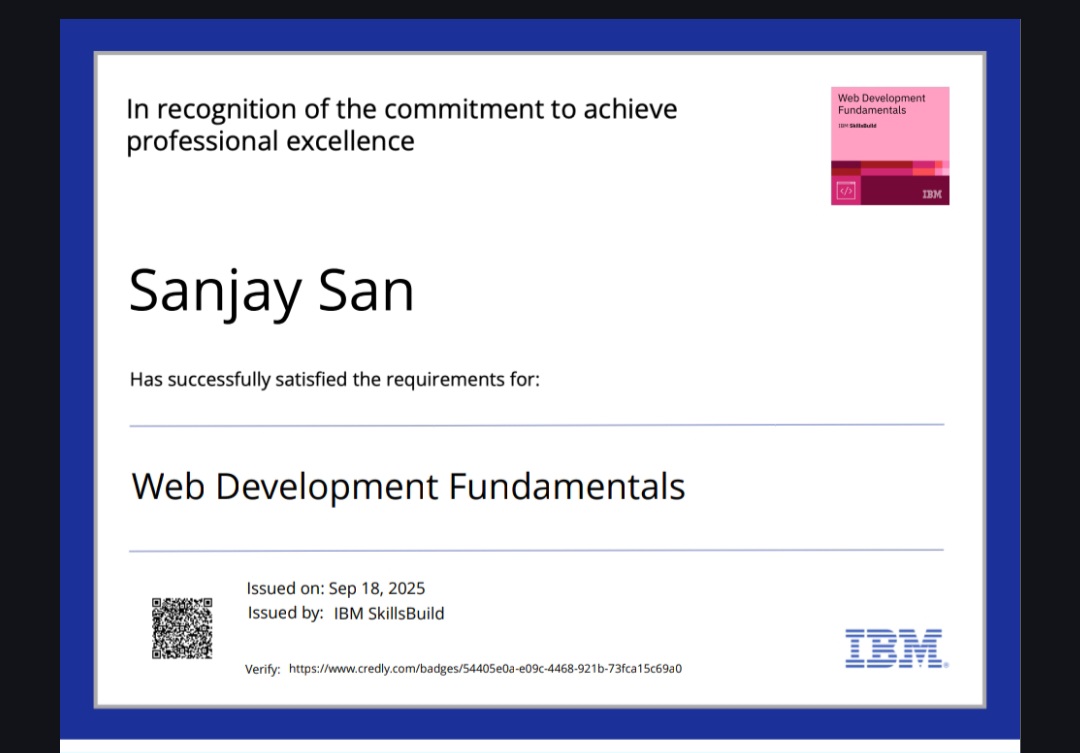 In recognition of the commitment to achieve
professional excellence
Web Development
Fundamentals
IBM SkillsBuild
</>
IBM
Sanjay San
Has successfully satisfied the requirements for:
Web Development Fundamentals
Issued on: Sep 18, 2025
Issued by: IBM SkillsBuild
Verify: https://www.credly.com/badges/54405e0a-e09c-4468-921b-73fca15c69a0
IBM.